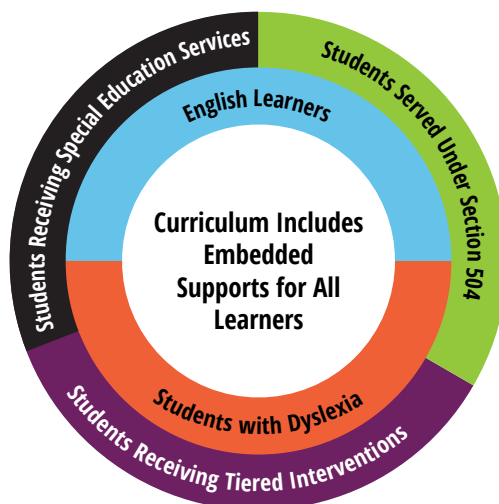 Students Receiving Special Education Services
Students Served Under Section 504
English Learners
Curriculum Includes
Embedded
Supports for All
Learners
Students with Dyslexia
Students Receiving Tiered Interventions